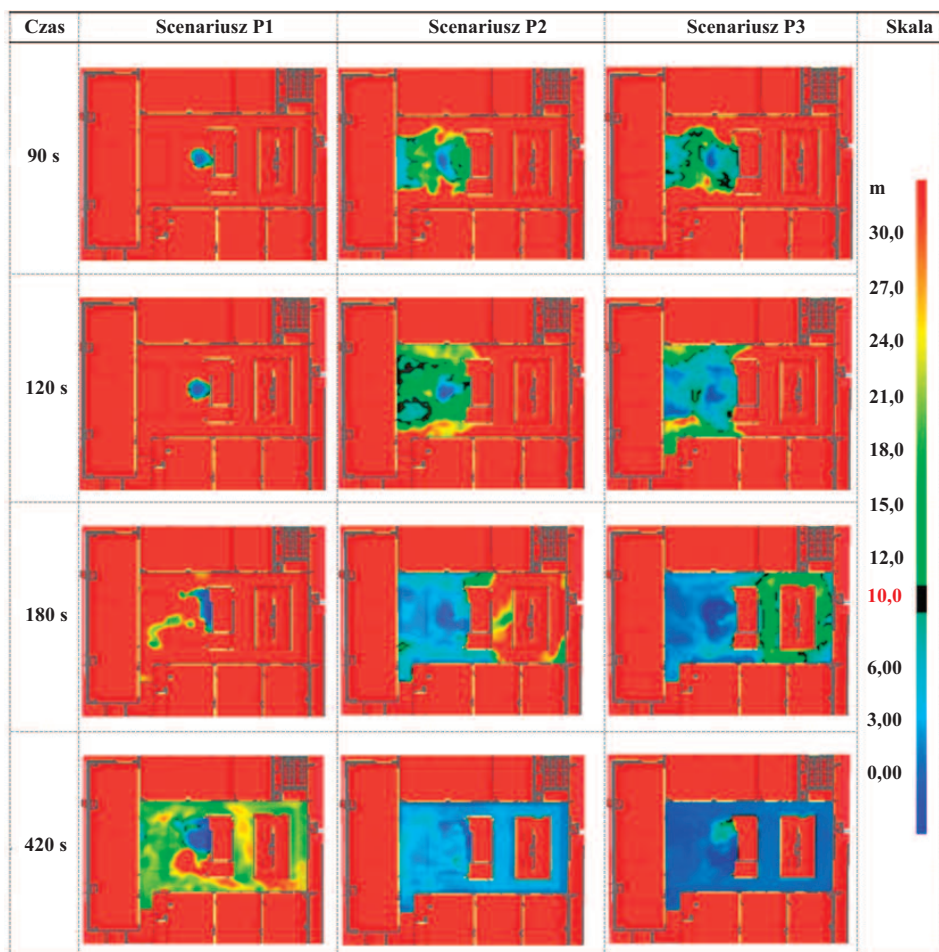 Czas Scenariusz P1 Scenariusz P2 Scenariusz P3 Skala
90 s
m
30,0
27,0
24,0
120 s
21,0
18,0
15,0
12,0
10,0
180 s
6,00
3,00
0,00
420 s